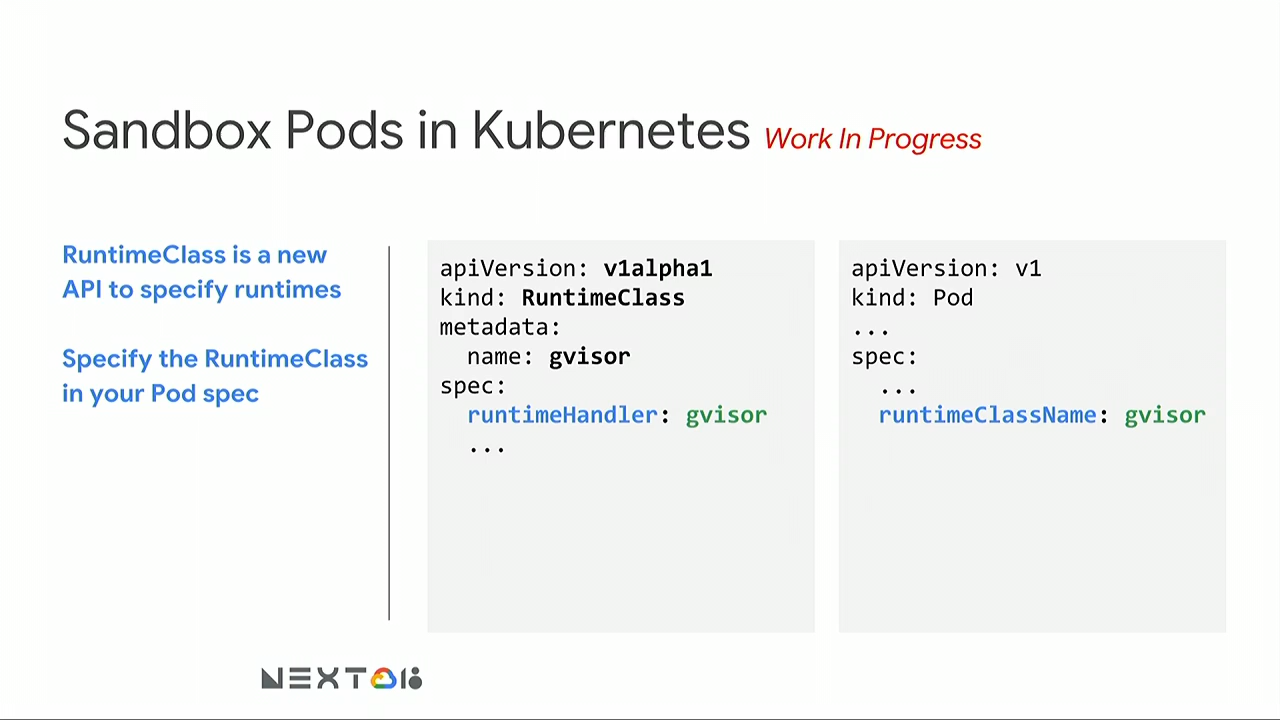 Sandbox Pods in Kubernetes Work In Progress
RuntimeClass is a new
API to specify runtimes
Specify the RuntimeClass
in your Pod spec
apiVersion: v1alpha1
kind: RuntimeClass
metadata:
  name: gvisor
spec:
  runtimeHandler: gvisor
  ...
apiVersion: v1
kind: Pod
...
spec:
  ...
  runtimeClassName: gvisor
NEXT 18